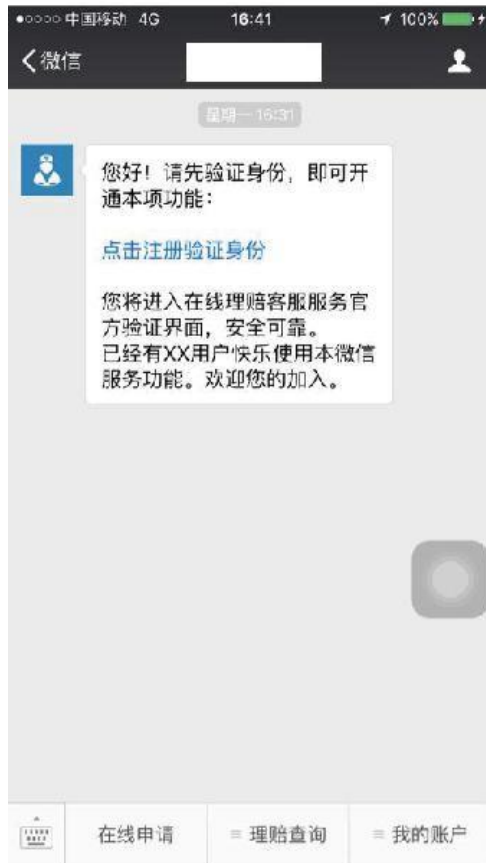 中国移动 4G 16:41 100%
微信
星期一 16:31
您好！请先验证身份，即可开
通本项功能：
点击注册验证身份
您将进入在线理赔客服服务官
方验证界面，安全可靠。
已经有XX用户快乐使用本微信
服务功能。欢迎您的加入。
在线申请 理赔查询 我的账户